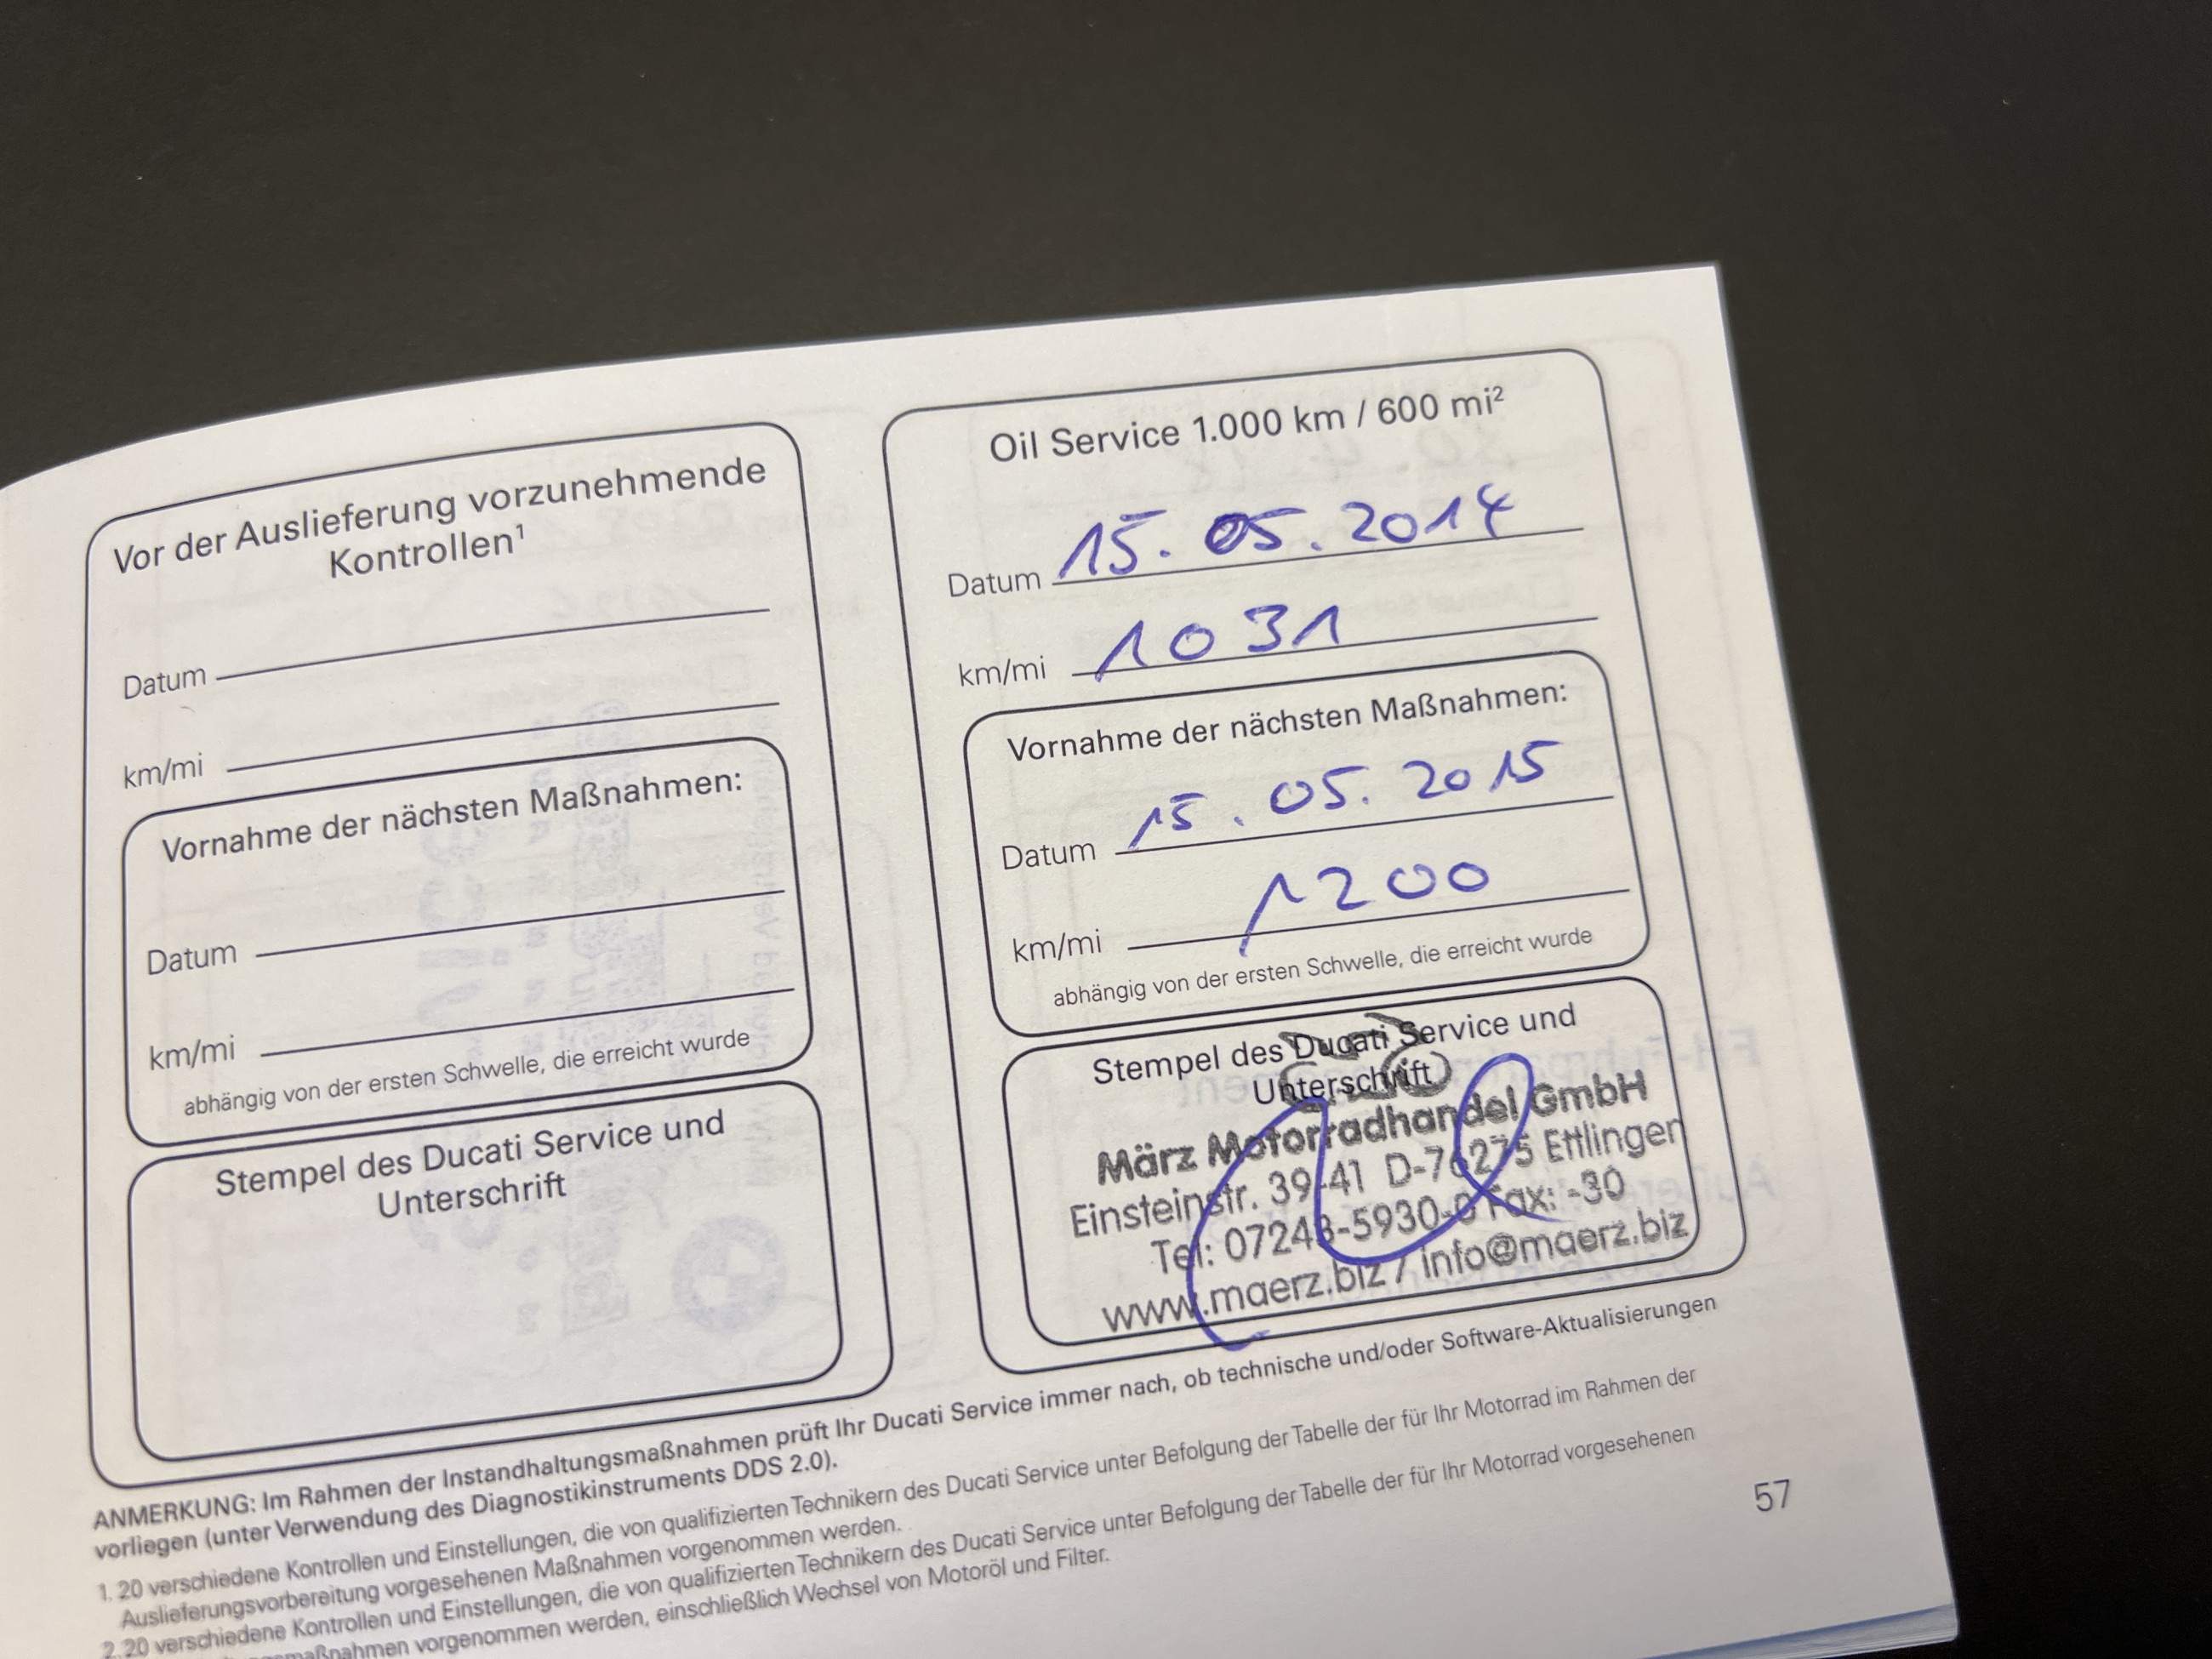 Vor der Auslieferung vorzunehmende
Kontrollen¹
Datum
km/mi
Vornahme der nächsten Maßnahmen:
Datum
km/mi
abhängig von der ersten Schwelle, die erreicht wurde
Stempel des Ducati Service und
Unterschrift
Oil Service 1.000 km / 600 mi²
Datum 15.05.2014
km/mi 1031
Vornahme der nächsten Maßnahmen:
Datum 15.05.2015
km/mi 1200
abhängig von der ersten Schwelle, die erreicht wurde
Stempel des Ducati Service und
Unterschrift
März Motorradhandel GmbH
Einsteinstr. 39-41 D-76275 Ettlingen
Tel: 07243-5930-0 Fax: -30
www.maerz.biz / info@maerz.biz
ANMERKUNG: Im Rahmen der Instandhaltungsmaßnahmen prüft Ihr Ducati Service immer nach, ob technische und/oder Software-Aktualisierungen
vorliegen (unter Verwendung des Diagnostikinstruments DDS 2.0).
1. 20 verschiedene Kontrollen und Einstellungen, die von qualifizierten Technikern des Ducati Service unter Befolgung der Tabelle der für Ihr Motorrad im Rahmen der
Auslieferungsvorbereitung vorgesehenen Maßnahmen vorgenommen werden.
2. 20 verschiedene Kontrollen und Einstellungen, die von qualifizierten Technikern des Ducati Service unter Befolgung der Tabelle der für Ihr Motorrad vorgesehenen
vorgenommen werden, einschließlich Wechsel von Motoröl und Filter.
57